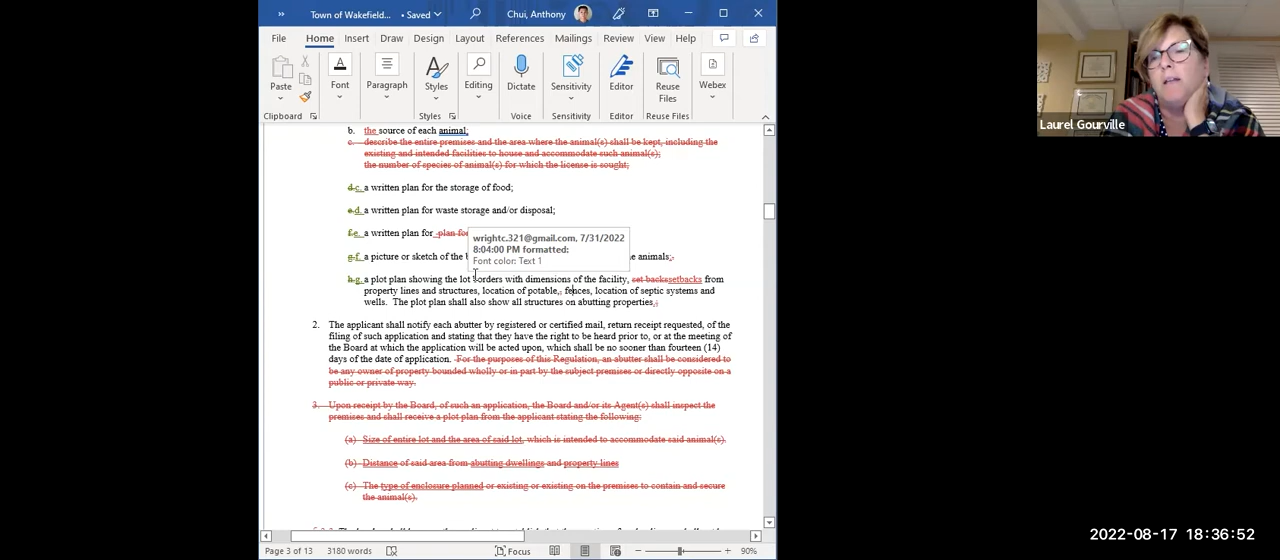 Town of Wakefield... • Saved
Chui, Anthony
File Home Insert Draw Design Layout References Mailings Review View Help
Paste Font Paragraph Styles Editing Dictate Sensitivity Editor Reuse Files Webex
Clipboard Styles Voice Sensitivity Editor Reuse Files Webex
b. the source of each animal;
c. describe the entire premises and the area where the animal(s) shall be kept, including the
existing and intended facilities to house and accommodate such animal(s);
the number of species of animal(s) for which the license is sought;
d.c. a written plan for the storage of food;
e.d. a written plan for waste storage and/or disposal;
f.e. a written plan for plan for
wrightc.321@gmail.com, 7/31/2022
8:04:00 PM formatted:
Font color: Text 1
g.f. a picture or sketch of the b e animals;.
h.g. a plot plan showing the lot borders with dimensions of the facility, set backssetbacks from
property lines and structures, location of potable,. fences, location of septic systems and
wells. The plot plan shall also show all structures on abutting properties,.
2. The applicant shall notify each abutter by registered or certified mail, return receipt requested, of the
filing of such application and stating that they have the right to be heard prior to, or at the meeting of
the Board at which the application will be acted upon, which shall be no sooner than fourteen (14)
days of the date of application. For the purposes of this Regulation, an abutter shall be considered to
be any owner of property bounded wholly or in part by the subject premises or directly opposite on a
public or private way.
3. Upon receipt by the Board, of such an application, the Board and/or its Agent(s) shall inspect the
premises and shall receive a plot plan from the applicant stating the following:
(a) Size of entire lot and the area of said lot, which is intended to accommodate said animal(s).
(b) Distance of said area from abutting dwellings and property lines
(c) The type of enclosure planned or existing or existing on the premises to contain and secure
the animal(s).
Page 3 of 13 3180 words Focus 90%
Laurel Gourville
2022-08-17 18:36:52